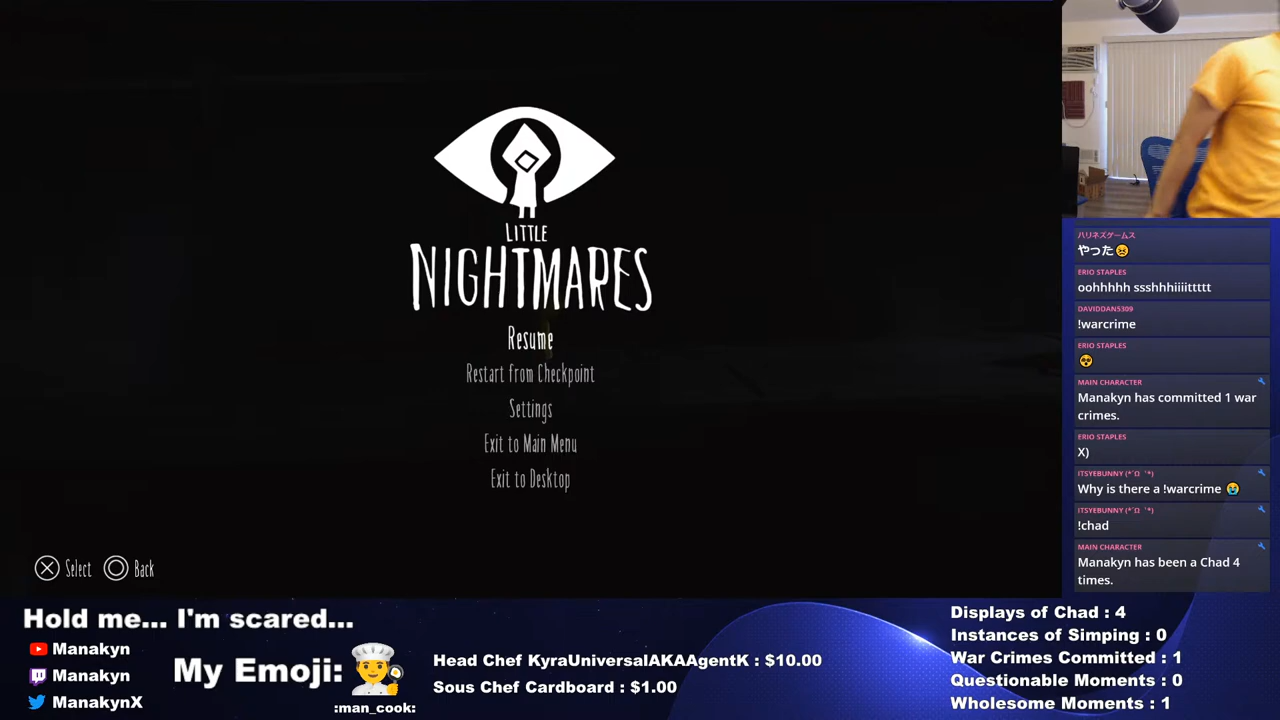 LITTLE
NIGHTMARES
Resume
Restart from Checkpoint
Settings
Exit to Main Menu
Exit to Desktop
Select
Back
ハリネズゲームス
やった😣
ERIO STAPLES
oohhhhh ssshhhiiiittttt
DAVIDDAN5309
!warcrime
ERIO STAPLES
MAIN CHARACTER
Manakyn has committed 1 war
crimes.
ERIO STAPLES
X)
ITSYEBUNNY (*´Ω｀*)
Why is there a !warcrime 😭
ITSYEBUNNY (*´Ω｀*)
!chad
MAIN CHARACTER
Manakyn has been a Chad 4
times.
Hold me... I'm scared...
Manakyn
Manakyn
ManakynX
My Emoji:
:man_cook:
Head Chef KyraUniversalAKAAgentK : $10.00
Sous Chef Cardboard : $1.00
Displays of Chad : 4
Instances of Simping : 0
War Crimes Committed : 1
Questionable Moments : 0
Wholesome Moments : 1